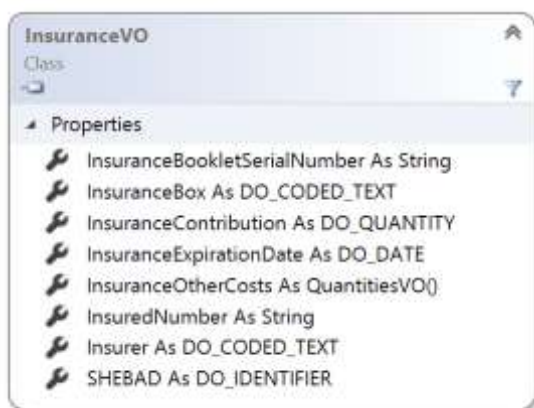 InsuranceVO
Class
Properties
InsuranceBookletSerialNumber As String
InsuranceBox As DO_CODED_TEXT
InsuranceContribution As DO_QUANTITY
InsuranceExpirationDate As DO_DATE
InsuranceOtherCosts As QuantitiesVO()
InsuredNumber As String
Insurer As DO_CODED_TEXT
SHEBAD As DO_IDENTIFIER